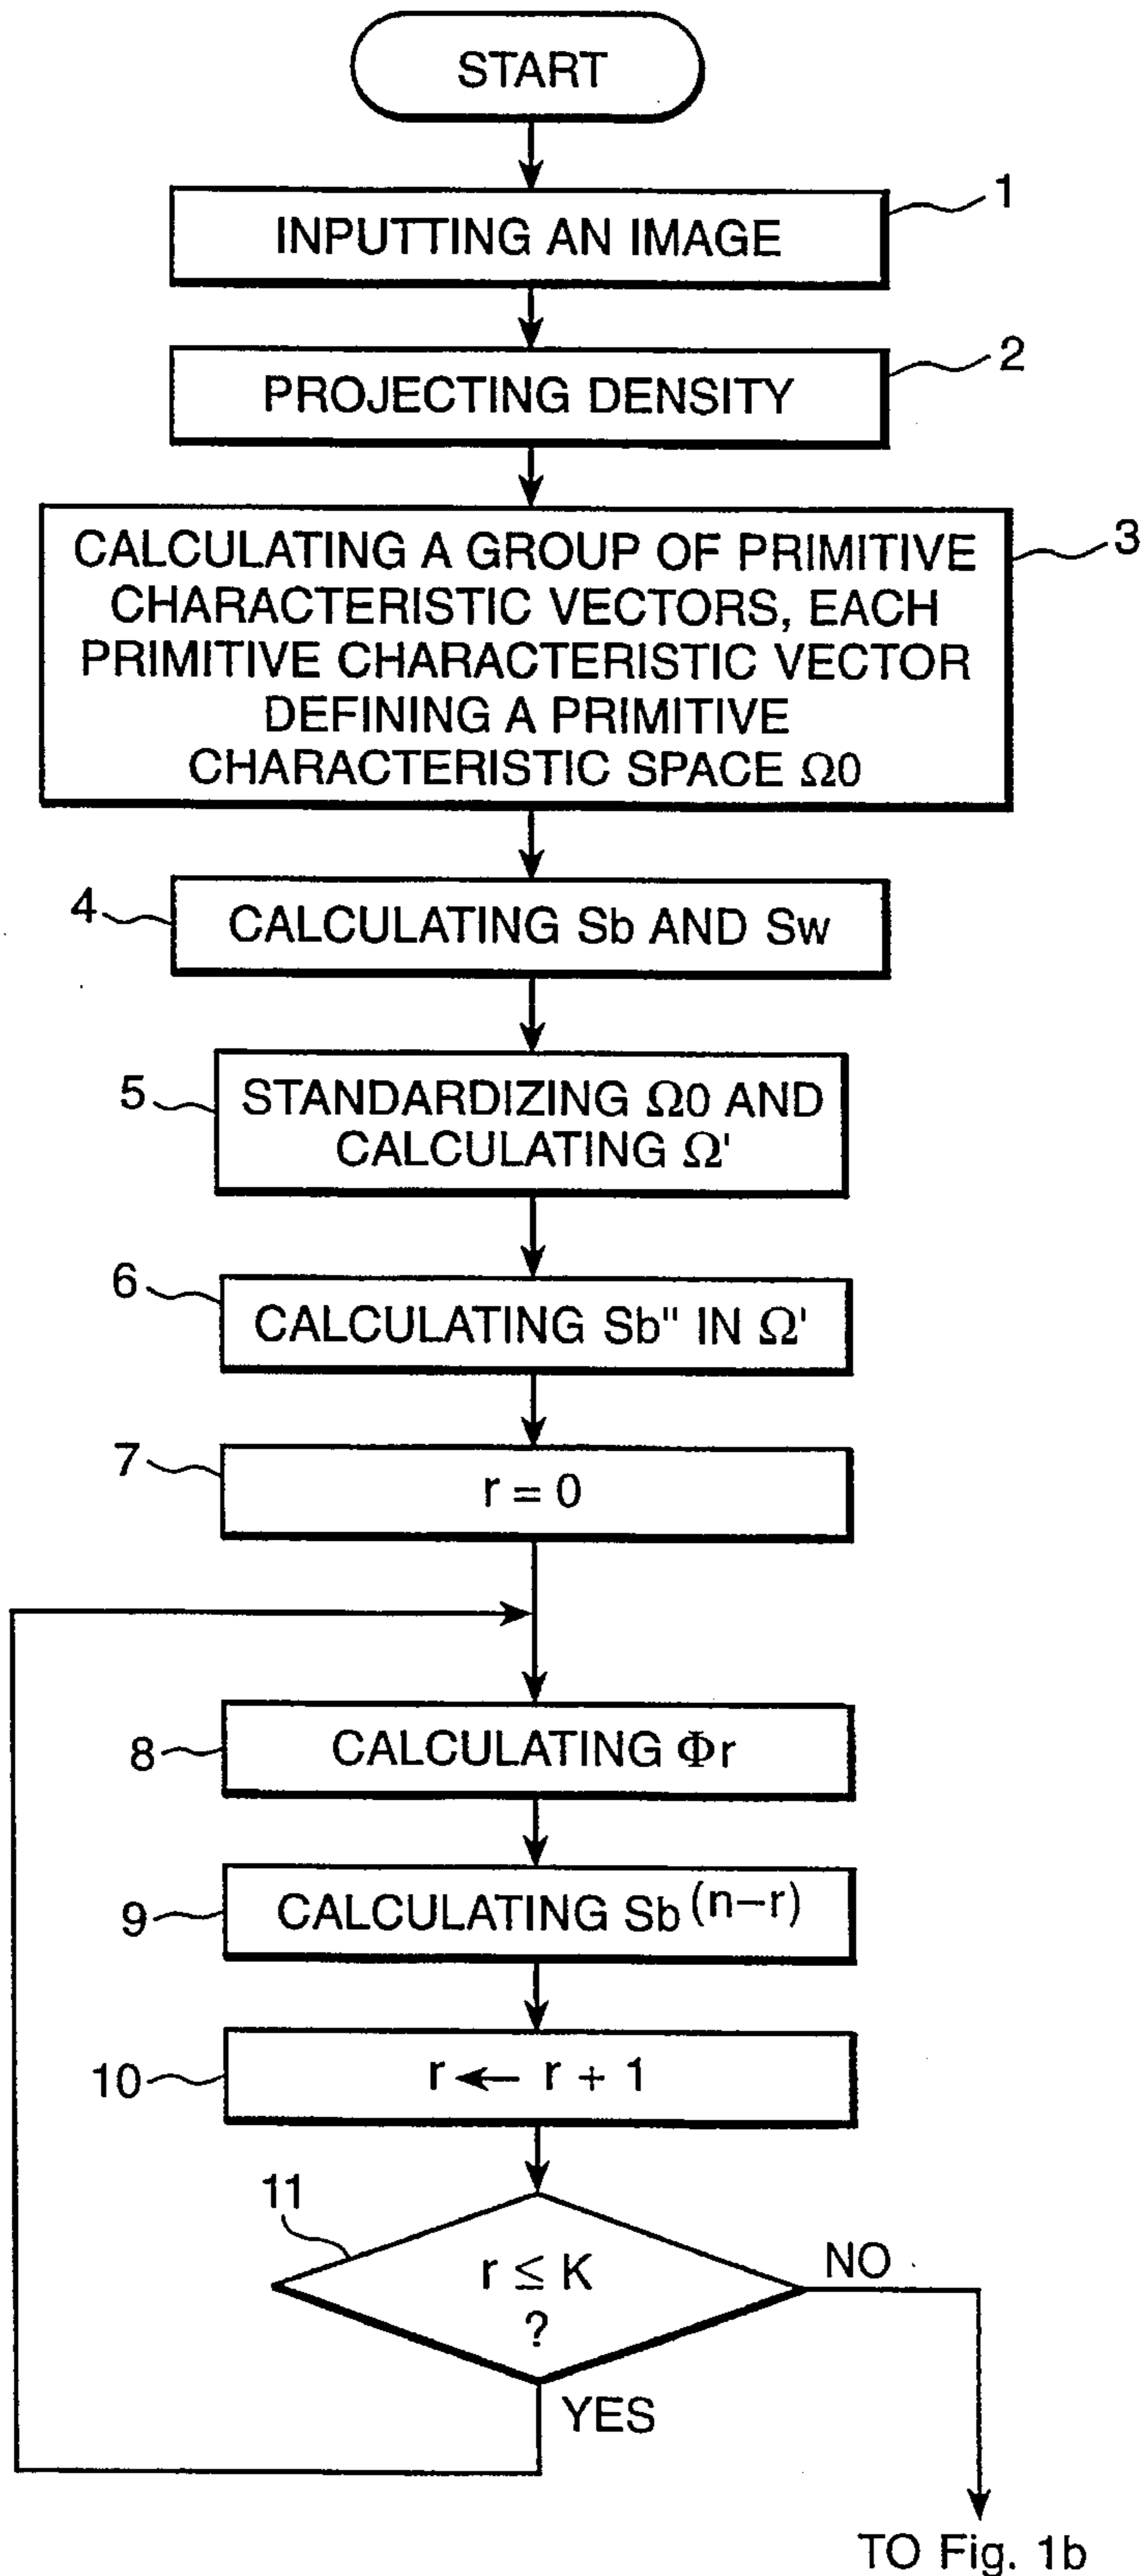 START
1
INPUTTING AN IMAGE
2
PROJECTING DENSITY
3
CALCULATING A GROUP OF PRIMITIVE
CHARACTERISTIC VECTORS, EACH
PRIMITIVE CHARACTERISTIC VECTOR
DEFINING A PRIMITIVE
CHARACTERISTIC SPACE Ω0
4
CALCULATING Sb AND Sw
5
STANDARDIZING Ω0 AND
CALCULATING Ω'
6
CALCULATING Sb" IN Ω'
7
r = 0
8
CALCULATING Φr
9
CALCULATING Sb (n−r)
10
r ← r + 1
11
r ≦ K
?
NO
YES
TO Fig. 1b